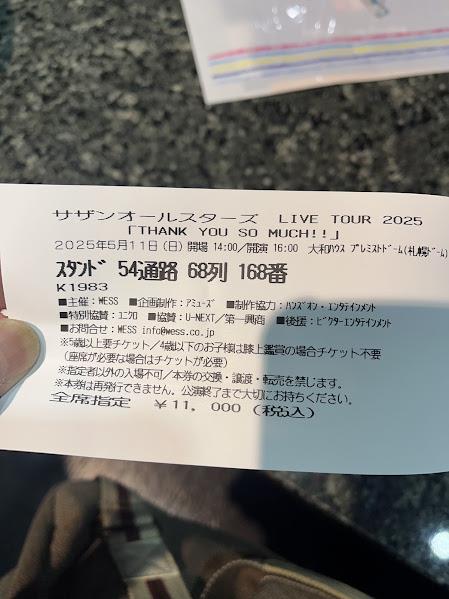 サザンオールスターズ LIVE TOUR 2025
「THANK YOU SO MUCH!!」
2025年5月11日(日) 開場 14:00/開演 16:00 大和ハウス プレミストドーム(札幌ドーム)
スタンド 54通路 68列 168番
K1983
■主催:WESS ■企画制作:アミューズ ■制作協力:ハンズオン・エンタテインメント
■特別協賛:ユニクロ ■協賛:U-NEXT/第一興商 ■後援:ビクターエンタテインメント
■お問合せ:WESS info@wess.co.jp
※5歳以上要チケット/4歳以下のお子様は膝上鑑賞の場合チケット不要
(座席が必要な場合はチケットが必要)
※指定者以外の入場不可/本券の交換・譲渡・転売を禁じます。
※本券は再発行できません。公演終了まで大切にお持ちください。
全席指定 ¥11,000(税込)